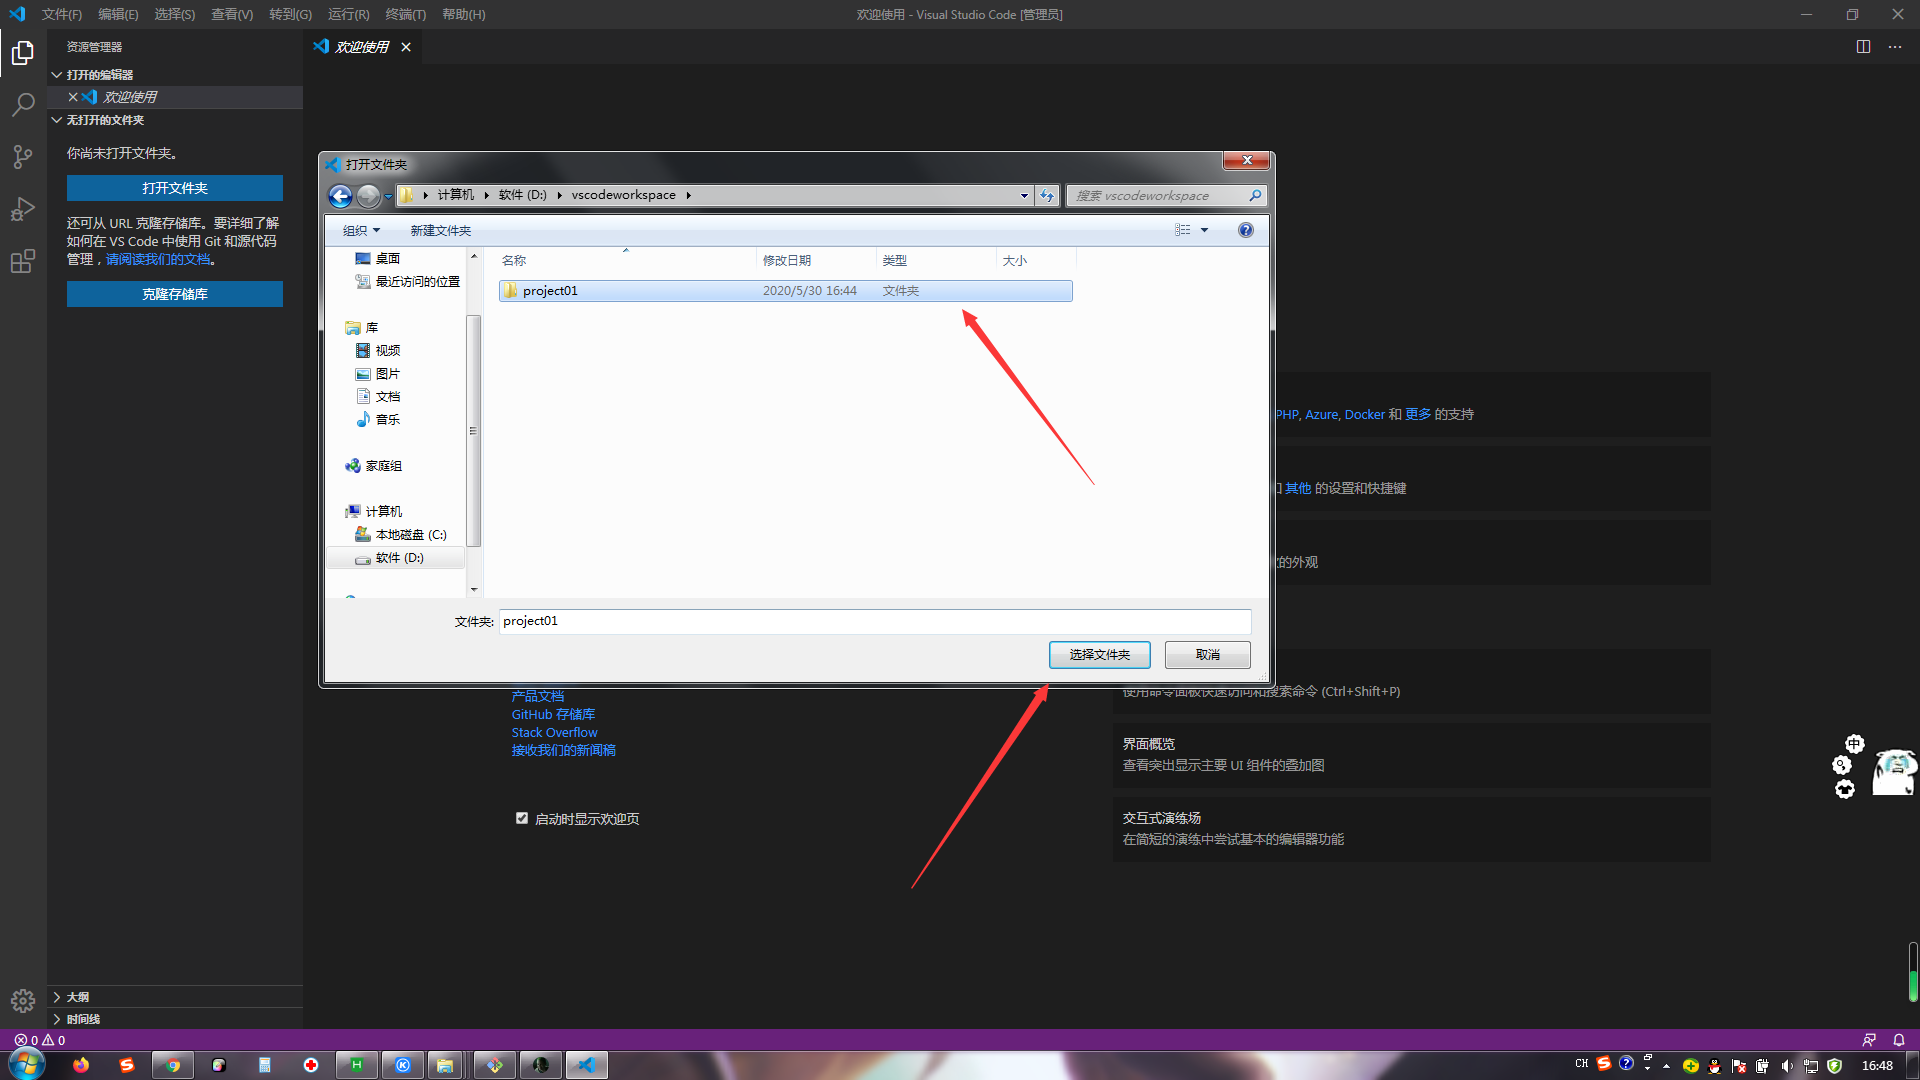 文件(F) 编辑(E) 选择(S) 查看(V) 转到(G) 运行(R) 终端(T) 帮助(H)
欢迎使用 - Visual Studio Code [管理员]
资源管理器
打开的编辑器
欢迎使用
无打开的文件夹
你尚未打开文件夹。
打开文件夹
还可从 URL 克隆存储库。要详细了解
如何在 VS Code 中使用 Git 和源代码
管理，请阅读我们的文档。
克隆存储库
大纲
时间线
欢迎使用
打开文件夹
计算机 软件 (D:) vscodeworkspace
搜索 vscodeworkspace
组织 新建文件夹
桌面
最近访问的位置
库
视频
图片
文档
音乐
家庭组
计算机
本地磁盘 (C:)
软件 (D:)
名称 修改日期 类型 大小
project01 2020/5/30 16:44 文件夹
文件夹: project01
选择文件夹 取消
PHP, Azure, Docker 和 更多 的支持
其他 的设置和快捷键
的外观
使用命令面板快速访问和搜索命令 (Ctrl+Shift+P)
产品文档
GitHub 存储库
Stack Overflow
接收我们的新闻稿
启动时显示欢迎页
界面概览
查看突出显示主要 UI 组件的叠加图
交互式演练场
在简短的演练中尝试基本的编辑器功能
中
0 0
CH
16:48